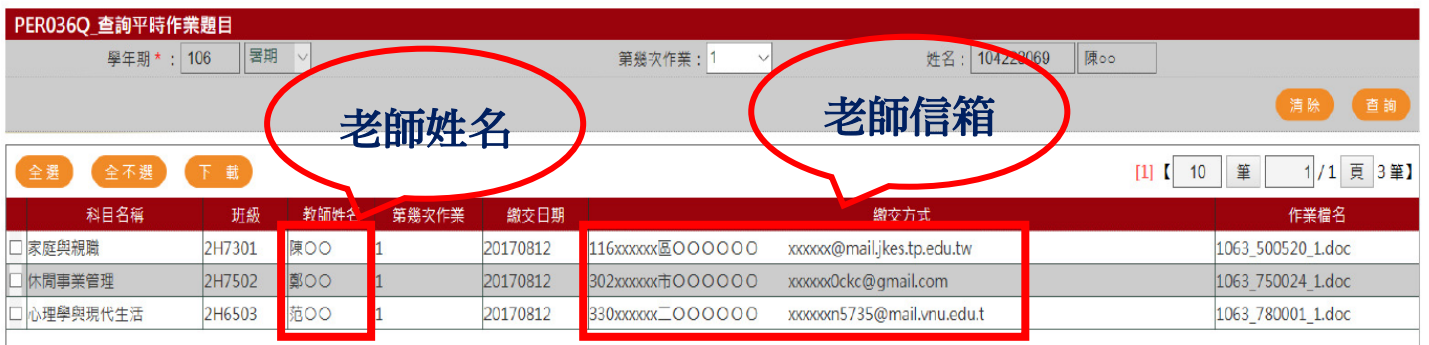 PER036Q_查詢平時作業題目
學年期 * : 106 暑期 第幾次作業 : 1 姓名 : 104223069 陳○○
清除 查詢
老師姓名 老師信箱
全選 全不選 下 載 [1]【 10 筆 1 / 1 頁 3 筆】
科目名稱 班級 教師姓名 第幾次作業 繳交日期 繳交方式 作業檔名
家庭與親職 2H7301 陳○○ 1 20170812 116xxxxxx區○○○○○○ xxxxxx@mail.jkes.tp.edu.tw 1063_500520_1.doc
休閒事業管理 2H7502 鄭○○ 1 20170812 302xxxxxx市○○○○○○ xxxxxx0ckc@gmail.com 1063_750024_1.doc
心理學與現代生活 2H6503 范○○ 1 20170812 330xxxxxx二○○○○○○ xxxxxxn5735@mail.vnu.edu.t 1063_780001_1.doc